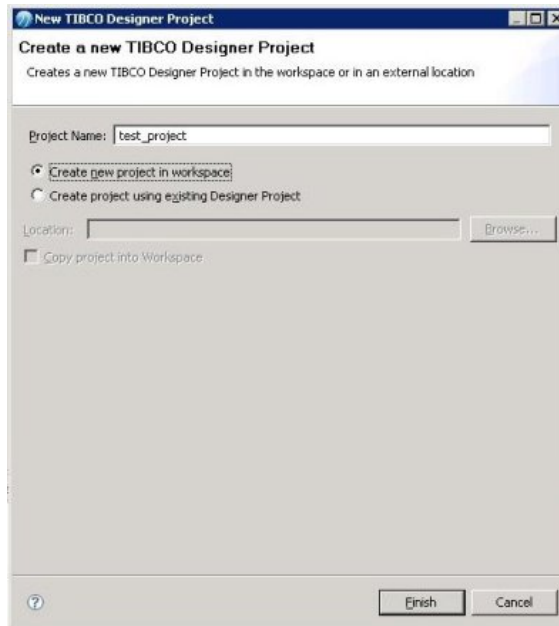 New TIBCO Designer Project
Create a new TIBCO Designer Project
Creates a new TIBCO Designer Project in the workspace or in an external location
Project Name: test_project
Create new project in workspace
Create project using existing Designer Project
Location: Browse...
Copy project into Workspace
Finish Cancel